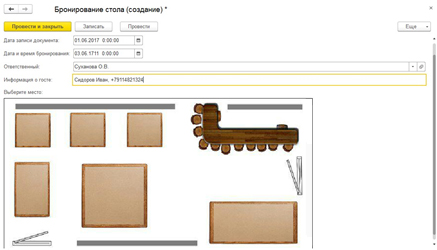 Бронирование стола (создание) *
Провести и закрыть Записать Провести Еще
Дата записи документа: 01.06.2017 0:00:00
Дата и время бронирования: 03.06.1711 0:00:00
Ответственный: Суханова О.В.
Информация о госте: Сидоров Иван, +79114821324
Выберите место: